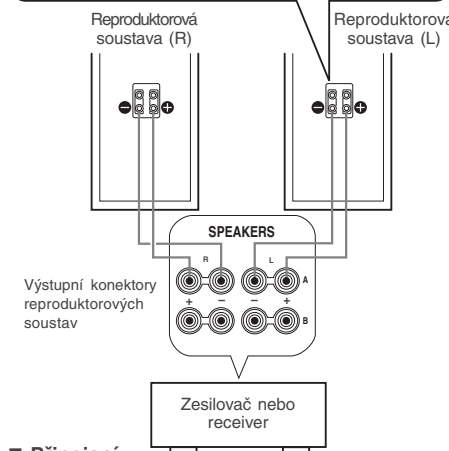 Reproduktorová
soustava (R)
Reproduktorová
soustava (L)
SPEAKERS
R
L
A
+
−
−
+
B
Výstupní konektory
reproduktorových
soustav
Zesilovač nebo
receiver